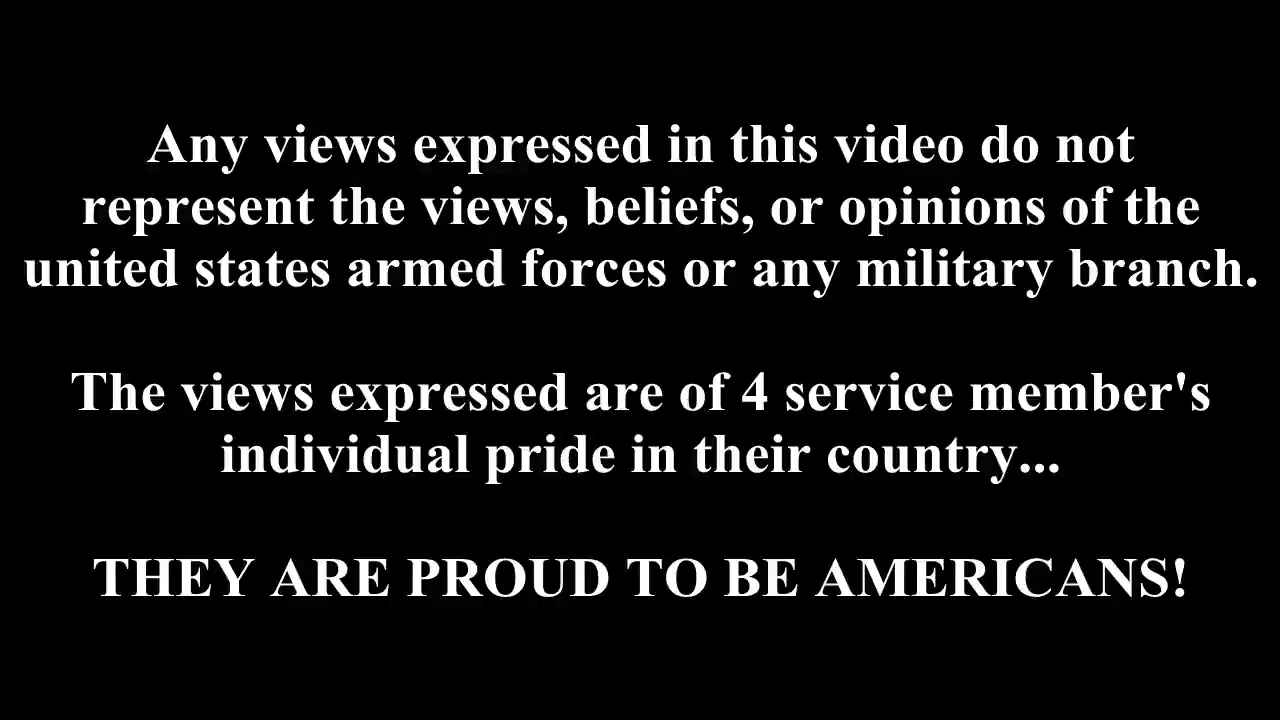 Any views expressed in this video do not
represent the views, beliefs, or opinions of the
united states armed forces or any military branch.
The views expressed are of 4 service member's
individual pride in their country...
THEY ARE PROUD TO BE AMERICANS!